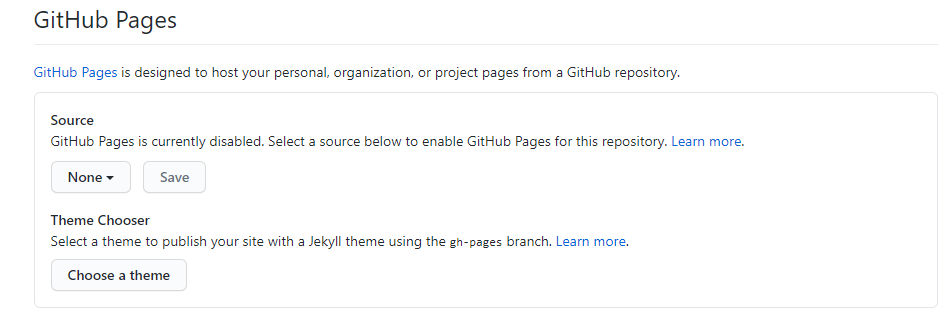 GitHub Pages
GitHub Pages is designed to host your personal, organization, or project pages from a GitHub repository.
Source
GitHub Pages is currently disabled. Select a source below to enable GitHub Pages for this repository. Learn more.
None Save
Theme Chooser
Select a theme to publish your site with a Jekyll theme using the gh-pages branch. Learn more.
Choose a theme